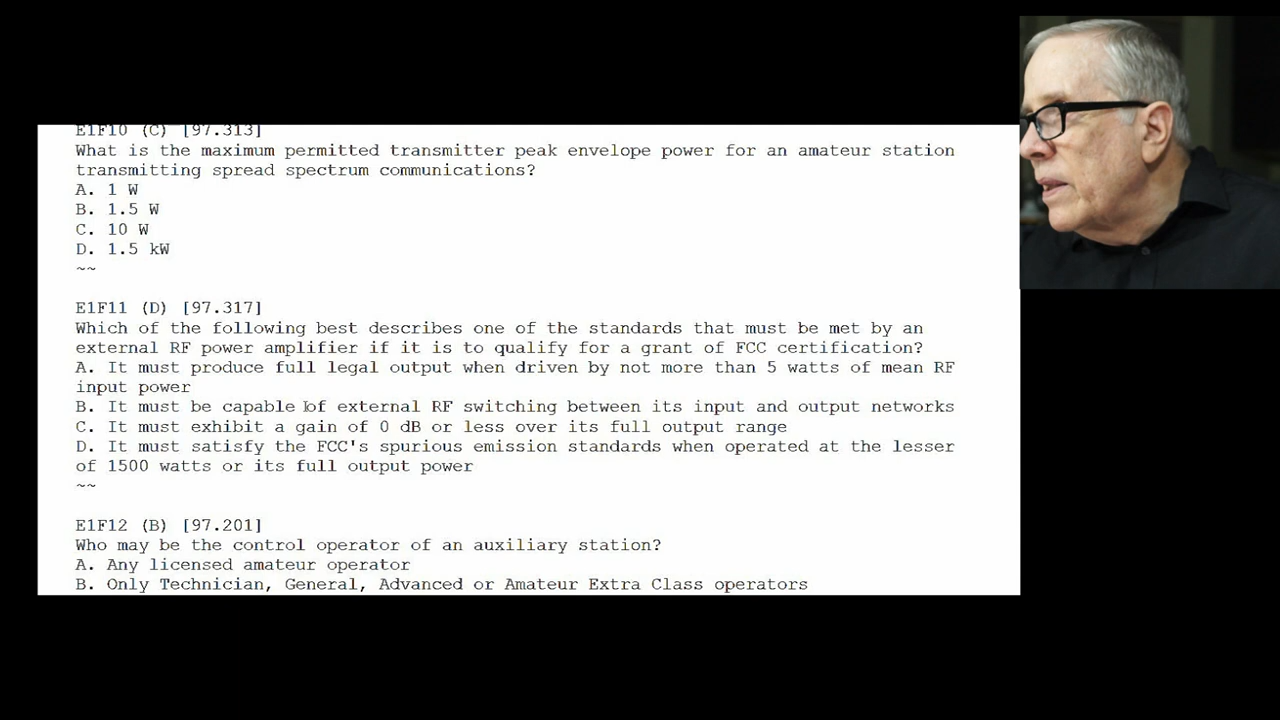 E1F10 (C) [97.313]
What is the maximum permitted transmitter peak envelope power for an amateur station
transmitting spread spectrum communications?
A. 1 W
B. 1.5 W
C. 10 W
D. 1.5 kW
~~
E1F11 (D) [97.317]
Which of the following best describes one of the standards that must be met by an
external RF power amplifier if it is to qualify for a grant of FCC certification?
A. It must produce full legal output when driven by not more than 5 watts of mean RF
input power
B. It must be capable of external RF switching between its input and output networks
C. It must exhibit a gain of 0 dB or less over its full output range
D. It must satisfy the FCC's spurious emission standards when operated at the lesser
of 1500 watts or its full output power
~~
E1F12 (B) [97.201]
Who may be the control operator of an auxiliary station?
A. Any licensed amateur operator
B. Only Technician, General, Advanced or Amateur Extra Class operators